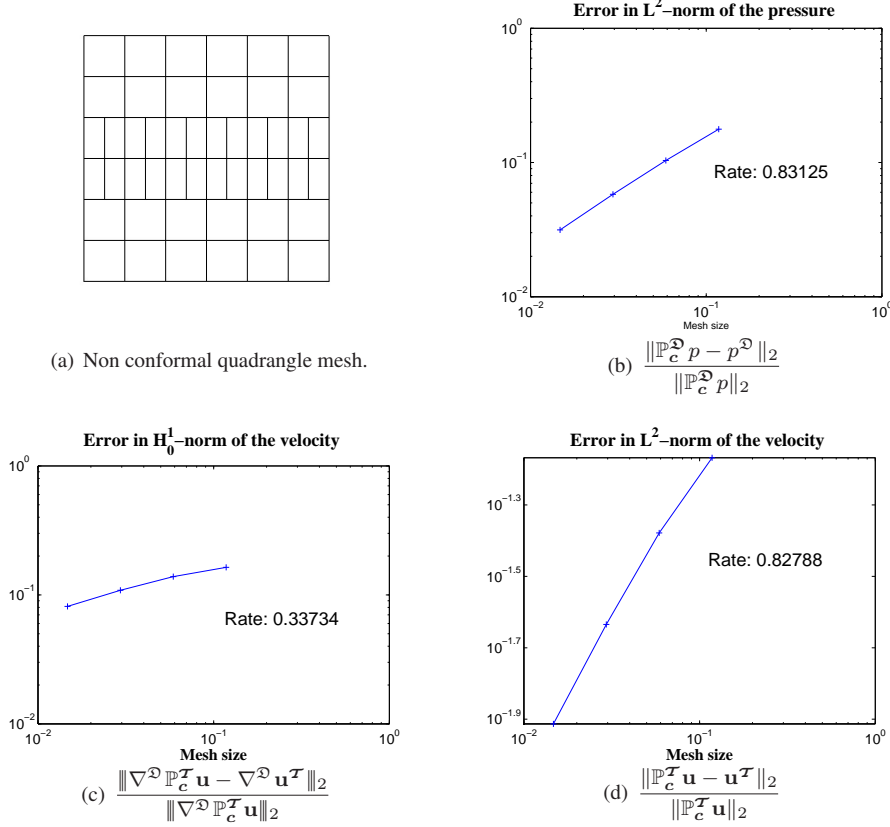 Error in L²–norm of the pressure
10⁰
10⁻¹
10⁻²
Rate: 0.83125
10⁻² 10⁻¹ 10⁰
Mesh size
(a) Non conformal quadrangle mesh.
(b) ‖ℙ_c^𝔇 p − p^𝔇‖₂ / ‖ℙ_c^𝔇 p‖₂
Error in H₀¹–norm of the velocity
10⁰
10⁻¹
10⁻²
Rate: 0.33734
10⁻² 10⁻¹ 10⁰
Mesh size
(c) |||∇^𝔇 ℙ_c^𝒯 𝐮 − ∇^𝔇 𝐮^𝒯|||₂ / |||∇^𝔇 ℙ_c^𝒯 𝐮|||₂
Error in L²–norm of the velocity
10⁻¹·³
10⁻¹·⁵
10⁻¹·⁷
10⁻¹·⁹
Rate: 0.82788
10⁻² 10⁻¹ 10⁰
Mesh size
(d) ‖ℙ_c^𝒯 𝐮 − 𝐮^𝒯‖₂ / ‖ℙ_c^𝒯 𝐮‖₂